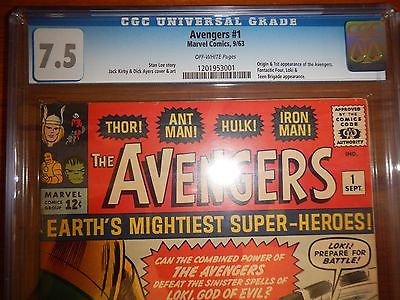 CGC UNIVERSAL GRADE
7.5
Avengers #1
Marvel Comics, 9/63
OFF-WHITE Pages
1201953001
Stan Lee story
Jack Kirby & Dick Ayers cover & art
Origin & 1st appearance of the Avengers.
Fantastic Four, Loki &
Teen Brigade appearance.
THOR!
ANT MAN!
HULK!
IRON MAN!
APPROVED
BY THE
COMICS
CODE
AUTHORITY
IND.
THE AVENGERS
MARVEL
COMICS GROUP
12¢
1
SEPT.
EARTH'S MIGHTIEST SUPER-HEROES!
CAN THE COMBINED POWER OF
THE AVENGERS
DEFEAT THE SINISTER SPELLS OF
LOKI, GOD OF EVIL?
LOKI!
PREPARE FOR
BATTLE!